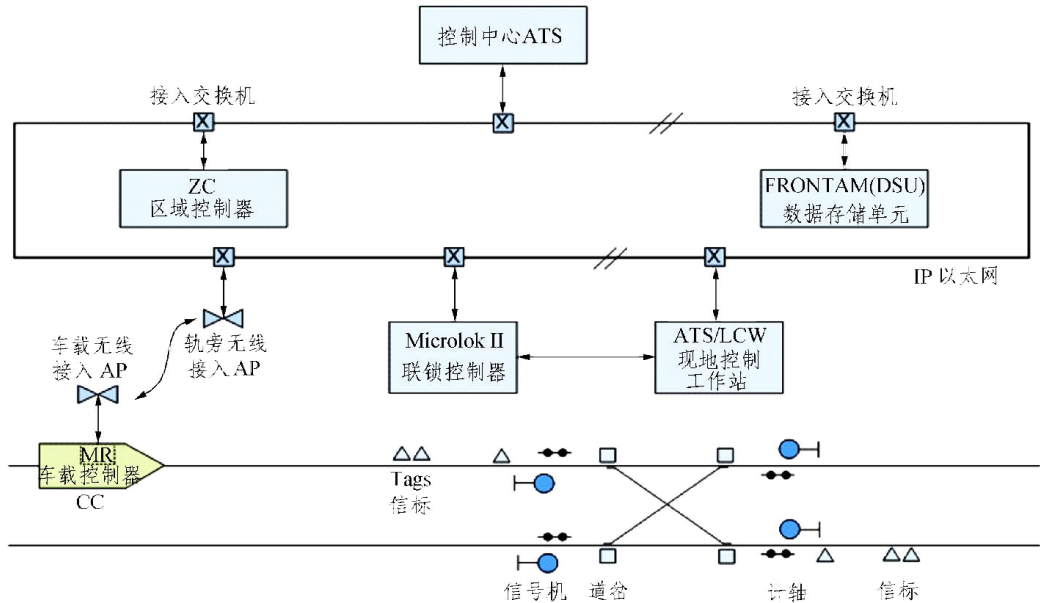 控制中心ATS
接入交换机
接入交换机
X
X
X
ZC
区域控制器
FRONTAM(DSU)
数据存储单元
X
X
X
IP 以太网
车载无线
接入 AP
轨旁无线
接入 AP
Microlok II
联锁控制器
ATS/LCW
现地控制
工作站
MR
车载控制器
CC
Tags
信标
信号机
道岔
计轴
信标